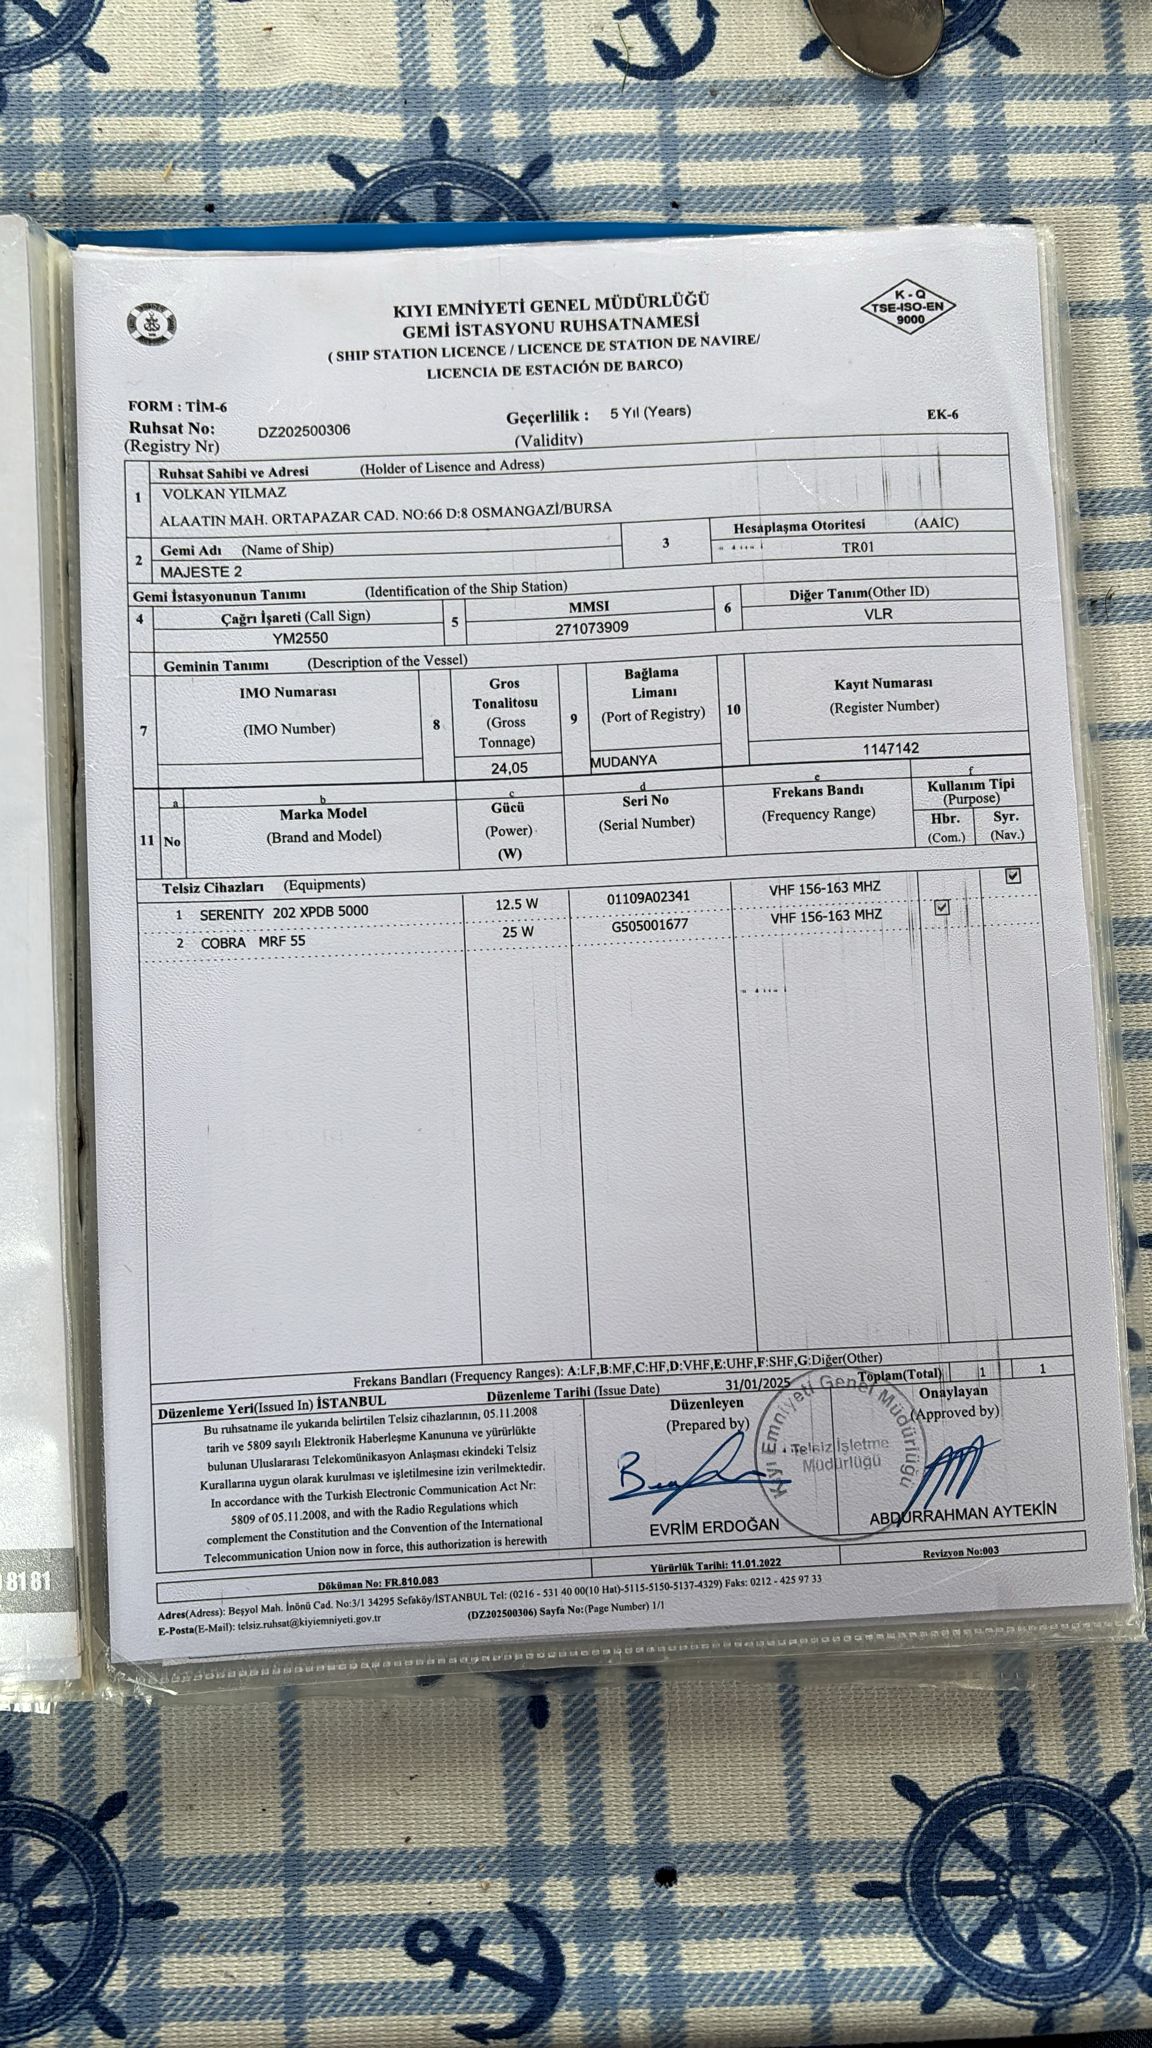 KIYI EMNİYETİ GENEL MÜDÜRLÜĞÜ
GEMİ İSTASYONU RUHSATNAMESİ
( SHIP STATION LICENCE / LICENCE DE STATION DE NAVIRE/
LICENCIA DE ESTACIÓN DE BARCO)
K - Q
TSE-ISO-EN
9000
FORM : TİM-6
Ruhsat No: DZ202500306
(Registry Nr)
Geçerlilik : 5 Yıl (Years)
(Validity)
EK-6
1 Ruhsat Sahibi ve Adresi (Holder of Lisence and Adress)
VOLKAN YILMAZ
ALAATIN MAH. ORTAPAZAR CAD. NO:66 D:8 OSMANGAZİ/BURSA
2 Gemi Adı (Name of Ship)
MAJESTE 2
3 Hesaplaşma Otoritesi (AAIC)
TR01
Gemi İstasyonunun Tanımı (Identification of the Ship Station)
4 Çağrı İşareti (Call Sign)
YM2550
5 MMSI
271073909
6 Diğer Tanım(Other ID)
VLR
Geminin Tanımı (Description of the Vessel)
7 IMO Numarası
(IMO Number)
8 Gros
Tonalitosu
(Gross
Tonnage)
24,05
9 Bağlama
Limanı
(Port of Registry)
MUDANYA
10 Kayıt Numarası
(Register Number)
1147142
11
a
No
b
Marka Model
(Brand and Model)
c
Gücü
(Power)
(W)
d
Seri No
(Serial Number)
e
Frekans Bandı
(Frequency Range)
f
Kullanım Tipi
(Purpose)
Hbr. Syr.
(Com.) (Nav.)
Telsiz Cihazları (Equipments)
1 SERENITY 202 XPDB 5000 12.5 W 01109A02341 VHF 156-163 MHZ
2 COBRA MRF 55 25 W G505001677 VHF 156-163 MHZ
Frekans Bandları (Frequency Ranges): A:LF,B:MF,C:HF,D:VHF,E:UHF,F:SHF,G:Diğer(Other)
Toplam(Total) 1 1
Düzenleme Yeri(Issued In) İSTANBUL Düzenleme Tarihi (Issue Date) 31/01/2025
Bu ruhsatname ile yukarıda belirtilen Telsiz cihazlarının, 05.11.2008
tarih ve 5809 sayılı Elektronik Haberleşme Kanununa ve yürürlükte
bulunan Uluslararası Telekomünikasyon Anlaşması ekindeki Telsiz
Kurallarına uygun olarak kurulması ve işletilmesine izin verilmektedir.
In accordance with the Turkish Electronic Communication Act Nr:
5809 of 05.11.2008, and with the Radio Regulations which
complement the Constitution and the Convention of the International
Telecommunication Union now in force, this authorization is herewith
Düzenleyen
(Prepared by)
EVRİM ERDOĞAN
Onaylayan
(Approved by)
ABDURRAHMAN AYTEKİN
Kıyı Emniyeti Genel Müdürlüğü
Telsiz İşletme
Müdürlüğü
Döküman No: FR.810.083 Yürürlük Tarihi: 11.01.2022 Revizyon No:003
Adres(Adress): Beşyol Mah. İnönü Cad. No:3/1 34295 Sefaköy/İSTANBUL Tel: (0216 - 531 40 00(10 Hat)-5115-5150-5137-4329) Faks: 0212 - 425 97 33
E-Posta(E-Mail): telsiz.ruhsat@kiyiemniyeti.gov.tr (DZ202500306) Sayfa No:(Page Number) 1/1
81 81